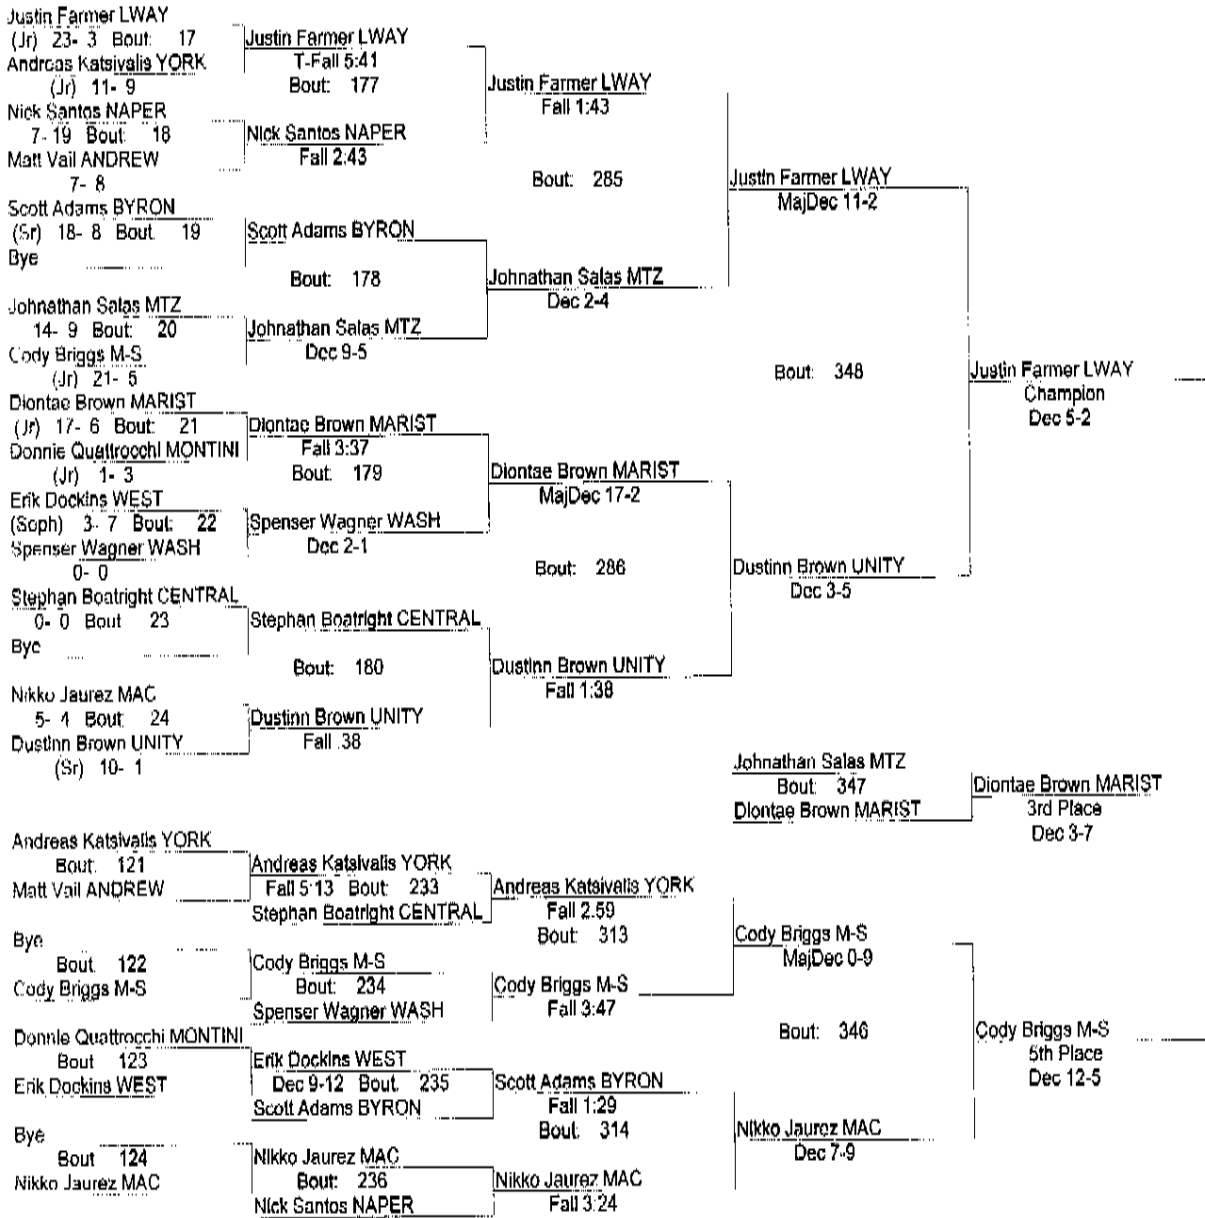 Justin Farmer LWAY
(Jr) 23- 3 Bout: 17
Andreas Katsivalis YORK
(Jr) 11- 9
Nick Santos NAPER
7- 19 Bout: 18
Matt Vail ANDREW
7- 8
Scott Adams BYRON
(Sr) 18- 8 Bout 19
Bye
Johnathan Salas MTZ
14- 9 Bout: 20
Cody Briggs M-S
(Jr) 21- 5
Diontae Brown MARIST
(Jr) 17- 6 Bout: 21
Donnie Quattrocchi MONTINI
(Jr) 1- 3
Erik Dockins WEST
(Soph) 3- 7 Bout: 22
Spenser Wagner WASH
0- 0
Stephan Boatright CENTRAL
0- 0 Bout 23
Bye
Nikko Jaurez MAC
5- 4 Bout: 24
Dustinn Brown UNITY
(Sr) 10- 1
Justin Farmer LWAY
T-Fall 5:41
Bout: 177
Nick Santos NAPER
Fall 2:43
Scott Adams BYRON
Bout: 178
Johnathan Salas MTZ
Dec 9-5
Diontae Brown MARIST
Fall 3:37
Bout: 179
Spenser Wagner WASH
Dec 2-1
Stephan Boatright CENTRAL
Bout: 180
Dustinn Brown UNITY
Fall .38
Justin Farmer LWAY
Fall 1:43
Bout: 285
Johnathan Salas MTZ
Dec 2-4
Diontae Brown MARIST
MajDec 17-2
Bout: 286
Dustinn Brown UNITY
Fall 1:38
Justin Farmer LWAY
MajDec 11-2
Bout: 348
Dustinn Brown UNITY
Dec 3-5
Justin Farmer LWAY
Champion
Dec 5-2
Johnathan Salas MTZ
Bout: 347
Diontae Brown MARIST
Diontae Brown MARIST
3rd Place
Dec 3-7
Andreas Katsivalis YORK
Bout: 121
Matt Vail ANDREW
Bye
Bout 122
Cody Briggs M-S
Donnie Quattrocchi MONTINI
Bout 123
Erik Dockins WEST
Bye
Bout 124
Nikko Jaurez MAC
Andreas Katsivalis YORK
Fall 5:13 Bout: 233
Stephan Boatright CENTRAL
Cody Briggs M-S
Bout: 234
Spenser Wagner WASH
Erik Dockins WEST
Dec 9-12 Bout. 235
Scott Adams BYRON
Nikko Jaurez MAC
Bout: 236
Nick Santos NAPER
Andreas Katsivalis YORK
Fall 2.59
Bout: 313
Cody Briggs M-S
Fall 3:47
Scott Adams BYRON
Fall 1:29
Bout: 314
Nikko Jaurez MAC
Fall 3:24
Cody Briggs M-S
MajDec 0-9
Bout: 346
Nikko Jaurez MAC
Dec 7-9
Cody Briggs M-S
5th Place
Dec 12-5